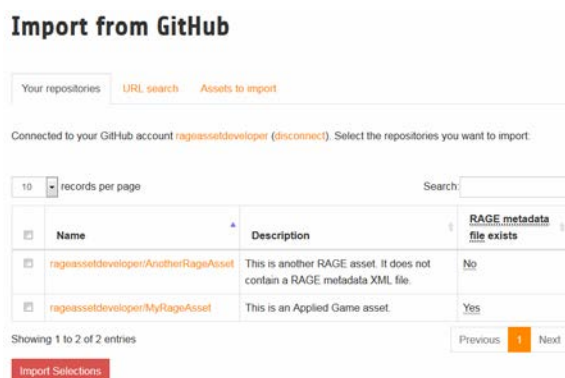 Import from GitHub
Your repositories URL search Assets to import
Connected to your GitHub account rageassetdeveloper (disconnect). Select the repositories you want to import:
10 records per page Search:
RAGE metadata
Name Description file exists
rageassetdeveloper/AnotherRageAsset This is another RAGE asset. It does not No
contain a RAGE metadata XML file.
rageassetdeveloper/MyRageAsset This is an Applied Game asset. Yes
Showing 1 to 2 of 2 entries Previous 1 Next
Import Selections